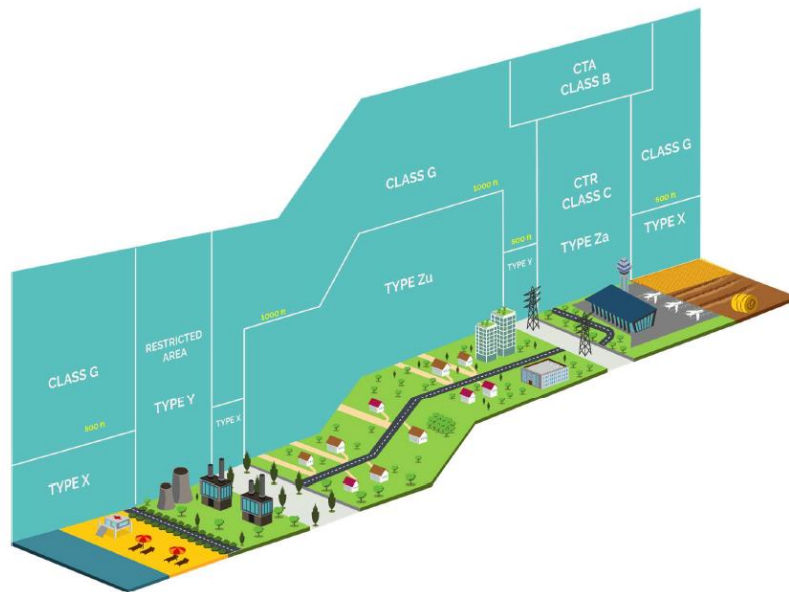 CTA
CLASS B
CLASS G
CLASS G
1000 ft
CTR
CLASS C
500 ft
TYPE Za
TYPE X
500 ft
TYPE Y
TYPE Zu
1000 ft
RESTRICTED
AREA
CLASS G
TYPE Y
TYPE X
500 ft
TYPE X